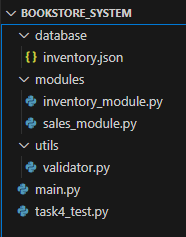 BOOKSTORE_SYSTEM
database
{} inventory.json
modules
inventory_module.py
sales_module.py
utils
validator.py
main.py
task4_test.py